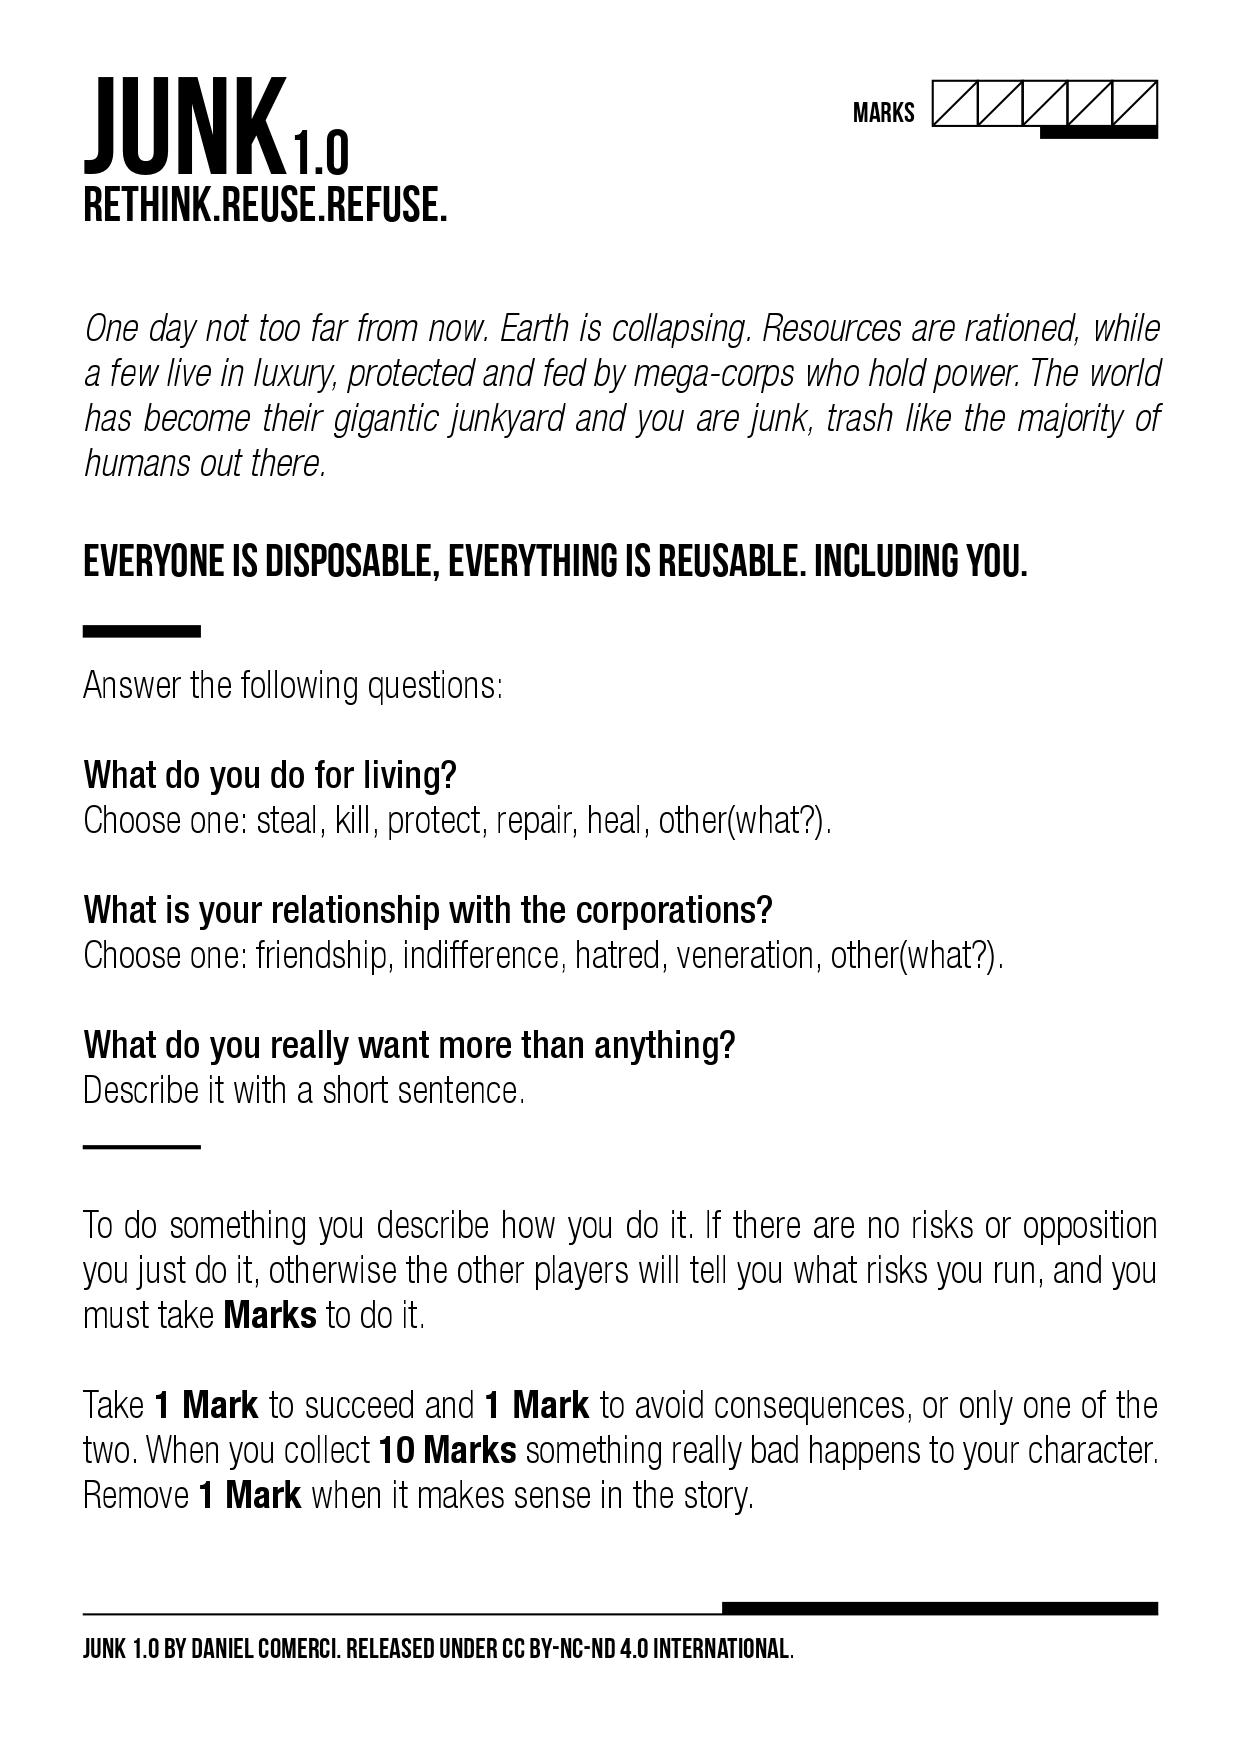 JUNK 1.0
MARKS
RETHINK.REUSE.REFUSE.
One day not too far from now. Earth is collapsing. Resources are rationed, while
a few live in luxury, protected and fed by mega-corps who hold power. The world
has become their gigantic junkyard and you are junk, trash like the majority of
humans out there.
EVERYONE IS DISPOSABLE, EVERYTHING IS REUSABLE. INCLUDING YOU.
Answer the following questions:
What do you do for living?
Choose one: steal, kill, protect, repair, heal, other(what?).
What is your relationship with the corporations?
Choose one: friendship, indifference, hatred, veneration, other(what?).
What do you really want more than anything?
Describe it with a short sentence.
To do something you describe how you do it. If there are no risks or opposition
you just do it, otherwise the other players will tell you what risks you run, and you
must take Marks to do it.
Take 1 Mark to succeed and 1 Mark to avoid consequences, or only one of the
two. When you collect 10 Marks something really bad happens to your character.
Remove 1 Mark when it makes sense in the story.
JUNK 1.0 BY DANIEL COMERCI. RELEASED UNDER CC BY-NC-ND 4.0 INTERNATIONAL.